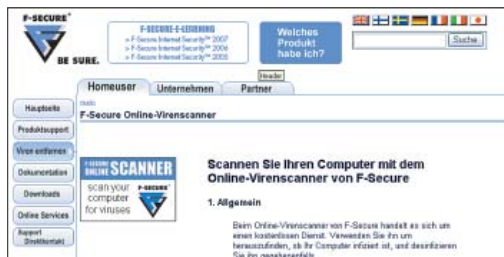 F-SECURE
BE SURE.
F-SECURE-E-LEARNING
» F-Secure Internet Security™ 2007
» F-Secure Internet Security™ 2006
» F-Secure Internet Security™ 2005
Welches
Produkt
habe ich?
Suche
Header
Homeuser
Unternehmen
Partner
main
F-Secure Online-Virenscanner
Hauptseite
Produktsupport
Viren entfernen
Dokumentation
Downloads
Online Services
Support
Direktkontakt
F-SECURE
ONLINE SCANNER
scan your
computer
for viruses
F-SECURE
Scannen Sie Ihren Computer mit dem
Online-Virenscanner von F-Secure
1. Allgemein
Beim Online-Virenscanner von F-Secure handelt es sich um
einen kostenlosen Dienst. Verwenden Sie ihn um
herauszufinden, ob Ihr Computer infiziert ist, und desinfizieren
Sie ihn gegebenenfalls.